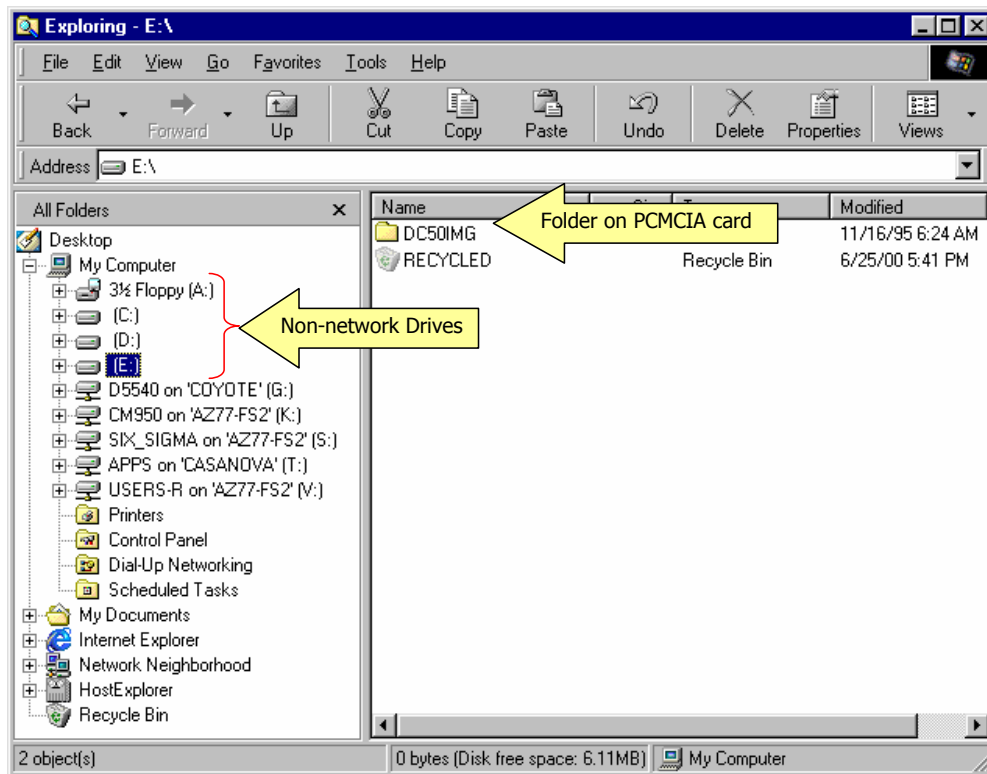 Exploring - E:\
File Edit View Go Favorites Tools Help
Back Forward Up Cut Copy Paste Undo Delete Properties Views
Address E:\
All Folders
Name Modified
Folder on PCMCIA card
Desktop
My Computer
3½ Floppy (A:)
(C:)
(D:)
(E:)
D5540 on 'COYOTE' (G:)
CM950 on 'AZ77-FS2' (K:)
SIX_SIGMA on 'AZ77-FS2' (S:)
APPS on 'CASANOVA' (T:)
USERS-R on 'AZ77-FS2' (V:)
Printers
Control Panel
Dial-Up Networking
Scheduled Tasks
My Documents
Internet Explorer
Network Neighborhood
HostExplorer
Recycle Bin
Non-network Drives
DC50IMG 11/16/95 6:24 AM
RECYCLED Recycle Bin 6/25/00 5:41 PM
2 object(s) 0 bytes (Disk free space: 6.11MB) My Computer